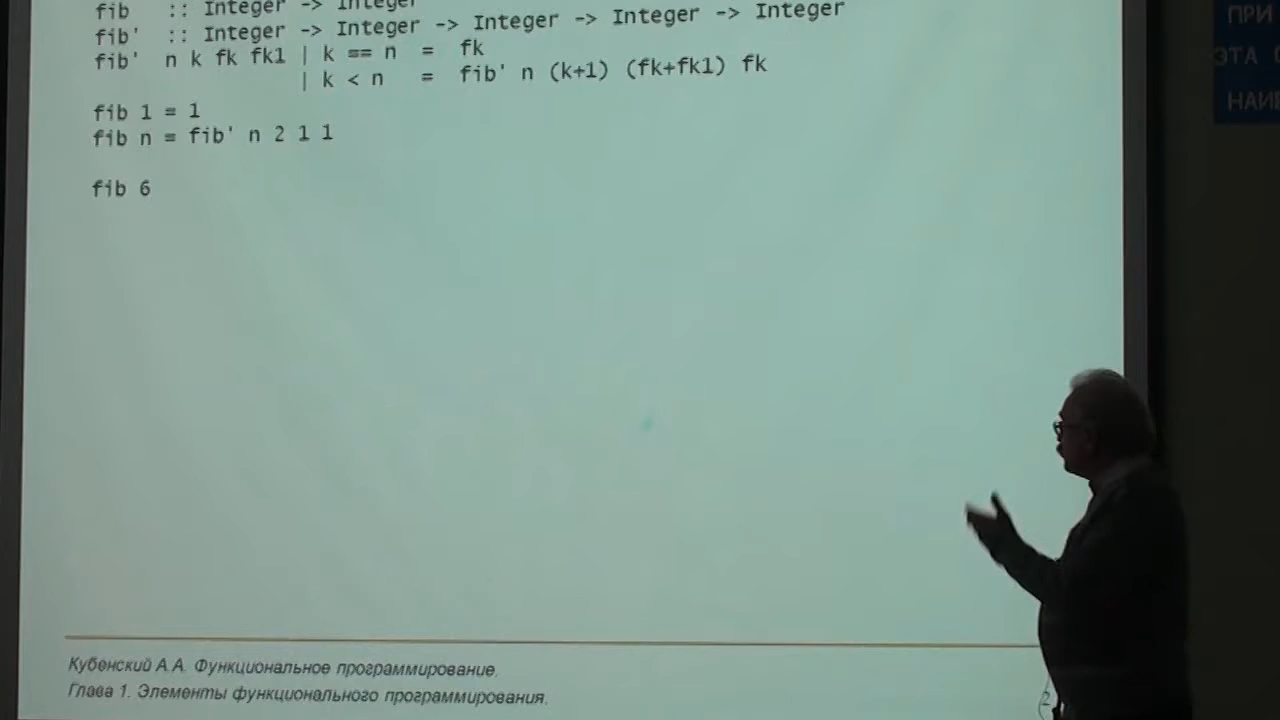 fib :: Integer -> Integer
fib' :: Integer -> Integer -> Integer -> Integer -> Integer
fib' n k fk fk1 | k == n = fk
| k < n = fib' n (k+1) (fk+fk1) fk
fib 1 = 1
fib n = fib' n 2 1 1
fib 6
Кубенский А.А. Функциональное программирование.
Глава 1. Элементы функционального программирования.
2
ПРИ
ЭТА
НАИ